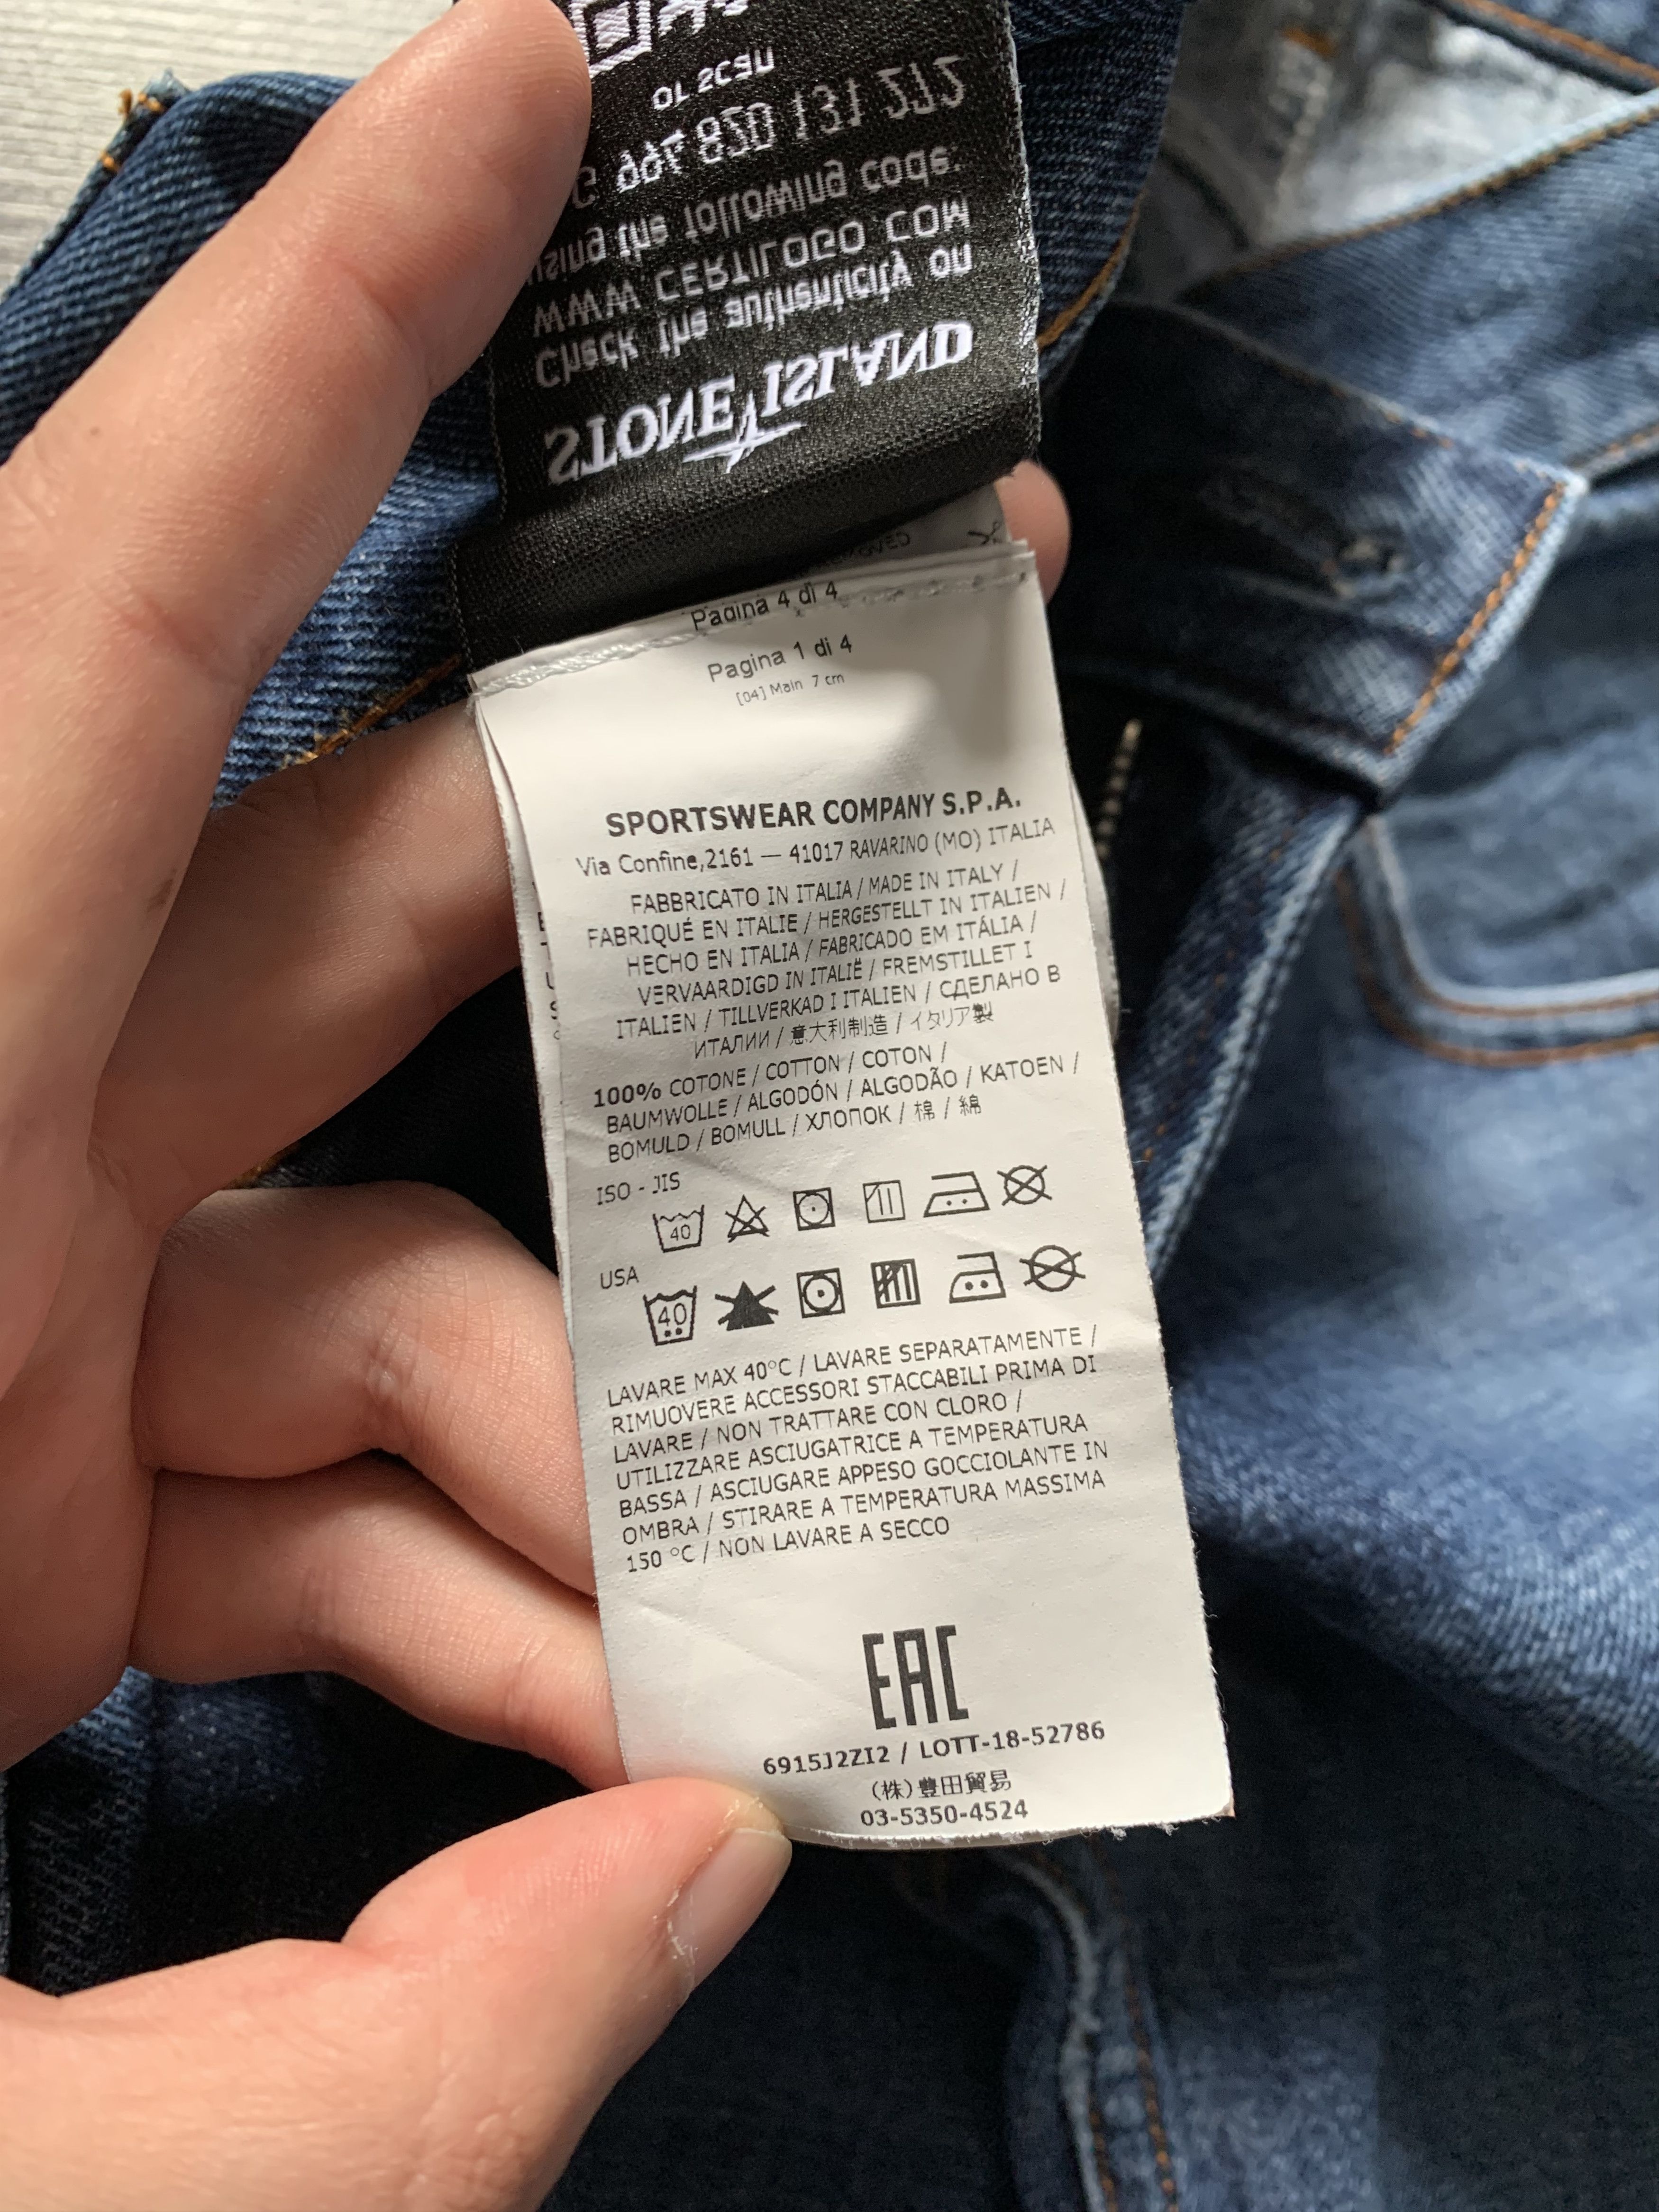 STONE ISLAND
Check the authenticity on
WWW CERTILOGO COM
using the following code:
820 131 272
or scan
Pagina 4 di 4
Pagina 1 di 4
[04] Main 7 cm
SPORTSWEAR COMPANY S.P.A.
Via Confine,2161 — 41017 RAVARINO (MO) ITALIA
FABBRICATO IN ITALIA / MADE IN ITALY /
FABRIQUÉ EN ITALIE / HERGESTELLT IN ITALIEN /
HECHO EN ITALIA / FABRICADO EM ITÁLIA /
VERVAARDIGD IN ITALIË / FREMSTILLET I
ITALIEN / TILLVERKAD I ITALIEN / СДЕЛАНО В
ИТАЛИИ / 意大利制造 / イタリア製
100% COTONE / COTTON / COTON /
BAUMWOLLE / ALGODÓN / ALGODÃO / KATOEN /
BOMULD / BOMULL / ХЛОПОК / 棉 / 綿
ISO - JIS
40
USA
40
LAVARE MAX 40°C / LAVARE SEPARATAMENTE /
RIMUOVERE ACCESSORI STACCABILI PRIMA DI
LAVARE / NON TRATTARE CON CLORO /
UTILIZZARE ASCIUGATRICE A TEMPERATURA
BASSA / ASCIUGARE APPESO GOCCIOLANTE IN
OMBRA / STIRARE A TEMPERATURA MASSIMA
150 °C / NON LAVARE A SECCO
EAC
6915J2ZI2 / LOTT-18-52786
(株)豊田貿易
03-5350-4524